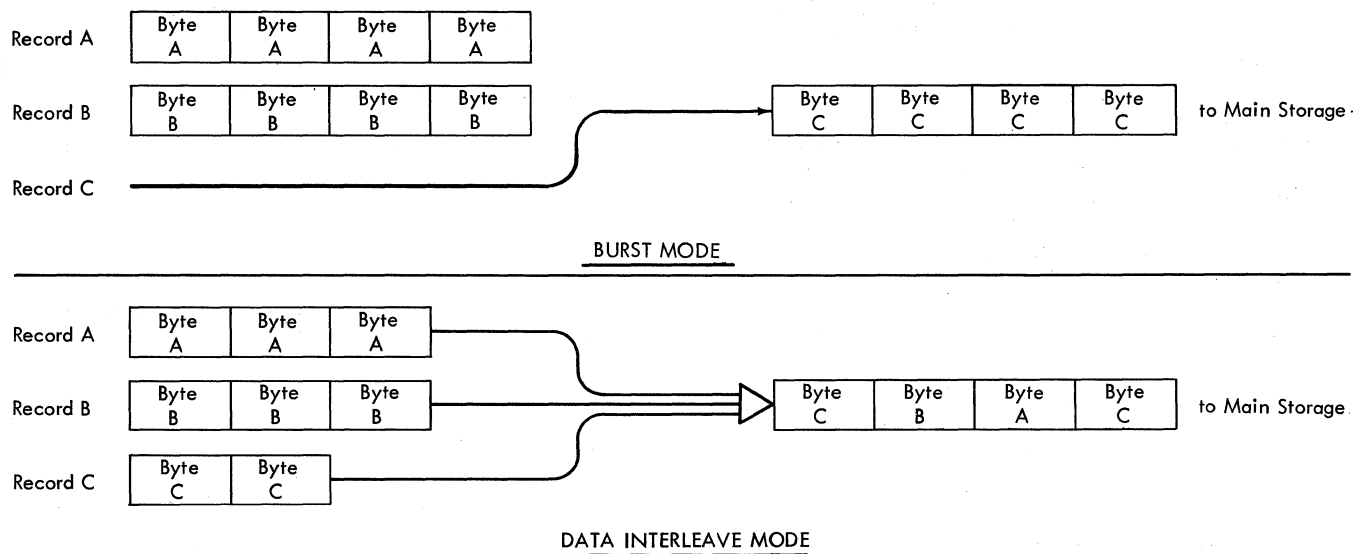 Record A Byte A Byte A Byte A Byte A
Record B Byte B Byte B Byte B Byte B Byte C Byte C Byte C Byte C to Main Storage
Record C
BURST MODE
Record A Byte A Byte A Byte A
Record B Byte B Byte B Byte B Byte C Byte B Byte A Byte C to Main Storage
Record C Byte C Byte C
DATA INTERLEAVE MODE